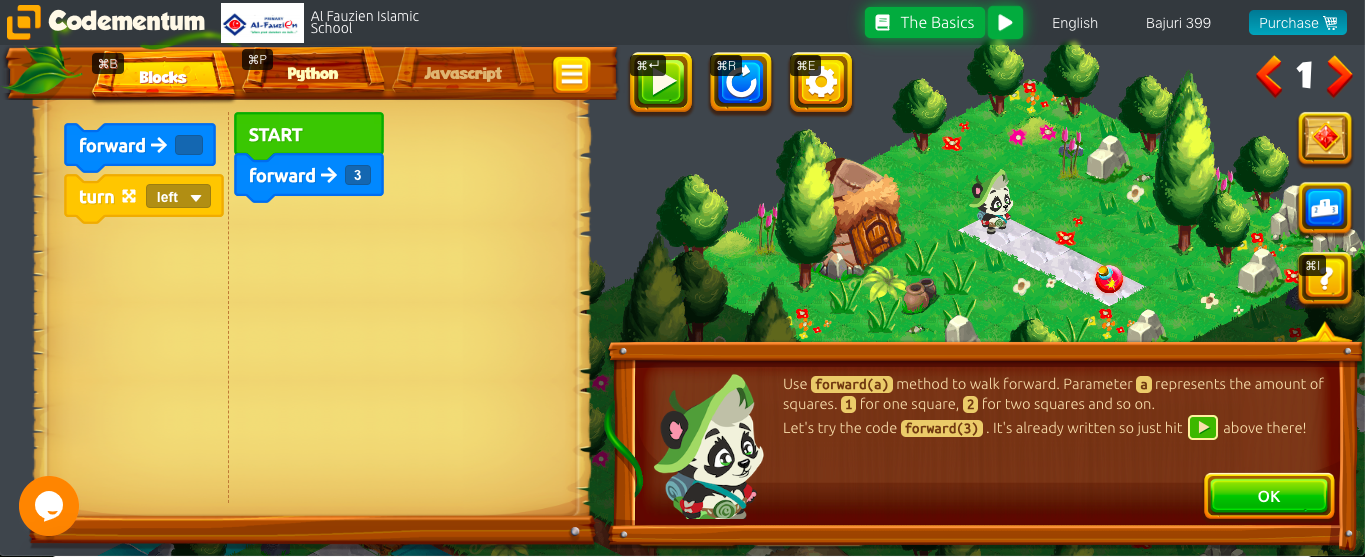 Codementum
PRIMARY
AL-FAUZIEN
Al Fauzien Islamic
School
The Basics
English
Bajuri 399
Purchase
⌘B
Blocks
⌘P
Python
Javascript
⌘↵
⌘R
⌘E
1
forward →
turn left
START
forward → 3
⌘I
?
Use forward(a) method to walk forward. Parameter a represents the amount of
squares. 1 for one square, 2 for two squares and so on.
Let's try the code forward(3) . It's already written so just hit above there!
OK